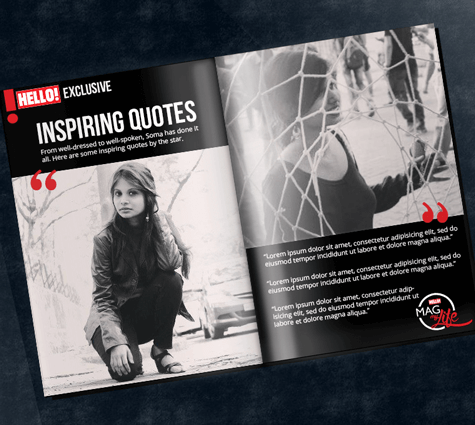 HELLO! EXCLUSIVE
INSPIRING QUOTES
From well-dressed to well-spoken, Soma has done it
all. Here are some inspiring quotes by the star.
“
”
“Lorem ipsum dolor sit amet, consectetur adipisicing elit, sed do
eiusmod tempor incididunt ut labore et dolore magna aliqua.”
“Lorem ipsum dolor sit amet, consectetur adipisicing elit, sed do
eiusmod tempor incididunt ut labore et dolore magna aliqua.”
“Lorem ipsum dolor sit amet, consectetur adip-
isicing elit, sed do eiusmod tempor incididunt ut
labore et dolore magna aliqua.”
HELLO!
MAG
Life